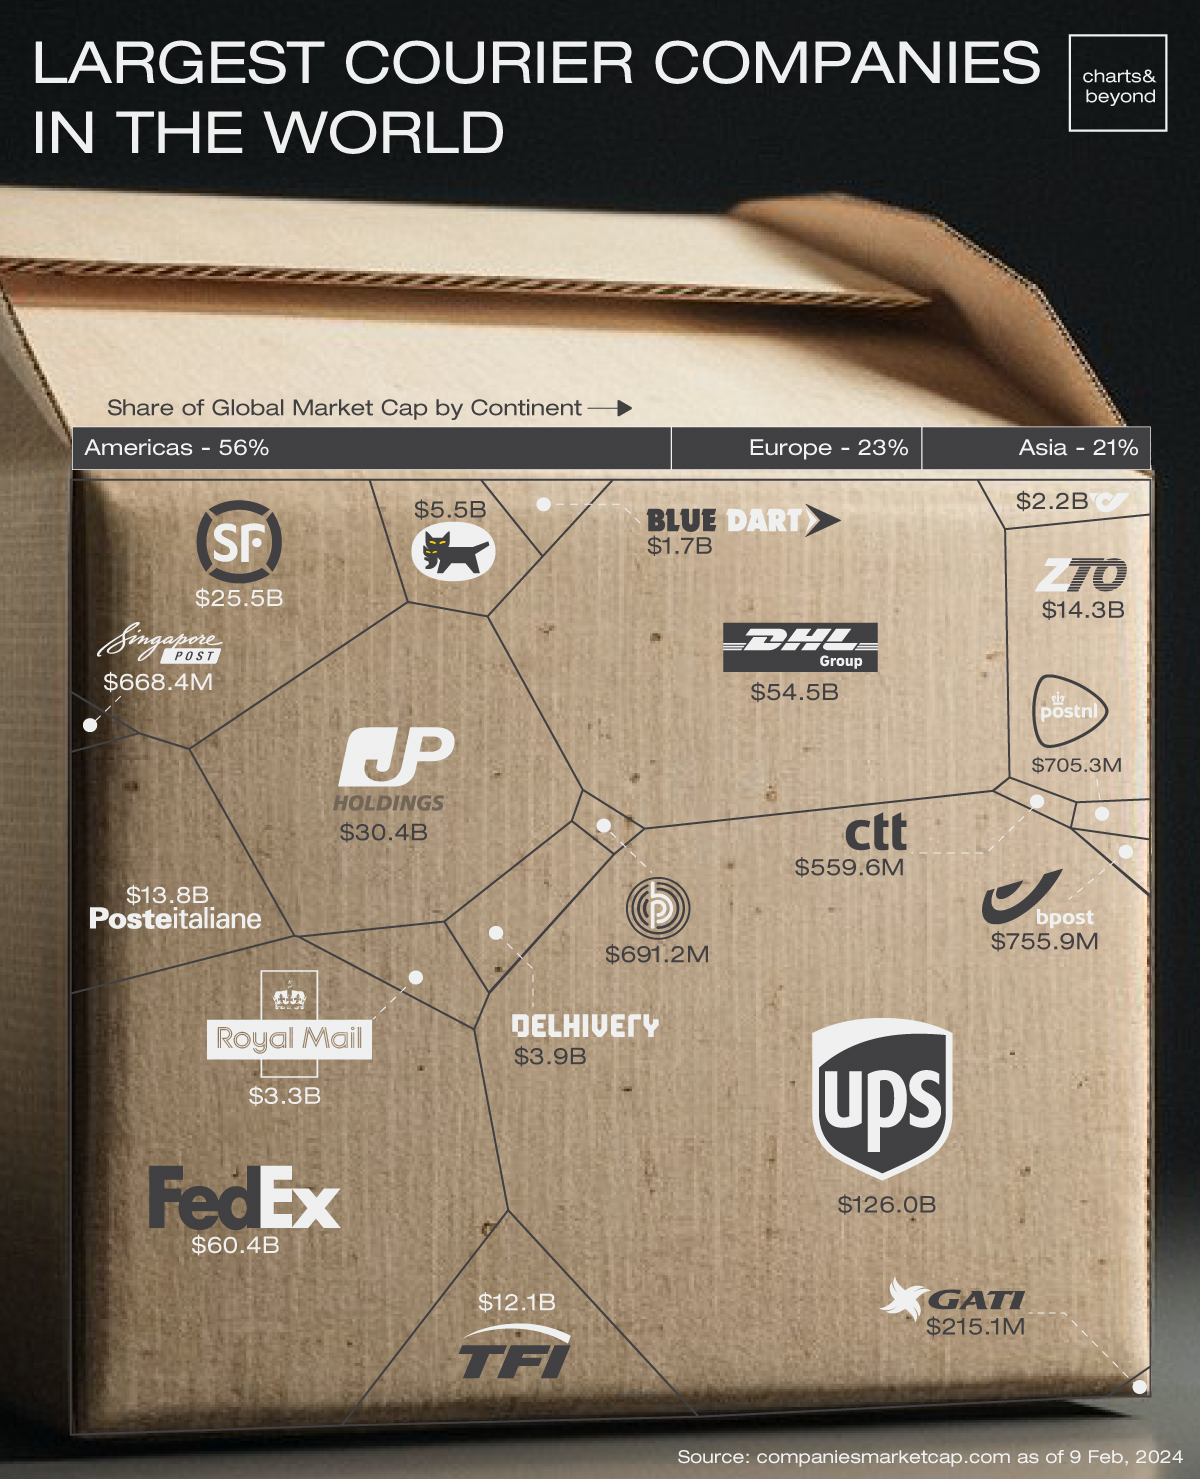 LARGEST COURIER COMPANIES
IN THE WORLD
charts&
beyond
Share of Global Market Cap by Continent
Americas - 56%
Europe - 23%
Asia - 21%
SF
$25.5B
$5.5B
BLUE DART
$1.7B
$2.2B
ZTO
$14.3B
Singapore
POST
$668.4M
DHL
Group
$54.5B
postnl
$705.3M
JP
HOLDINGS
$30.4B
ctt
$559.6M
$13.8B
Posteitaliane
$691.2M
bpost
$755.9M
Royal Mail
$3.3B
DELHIVERY
$3.9B
ups
$126.0B
FedEx
$60.4B
$12.1B
TFI
GATI
$215.1M
Source: companiesmarketcap.com as of 9 Feb, 2024